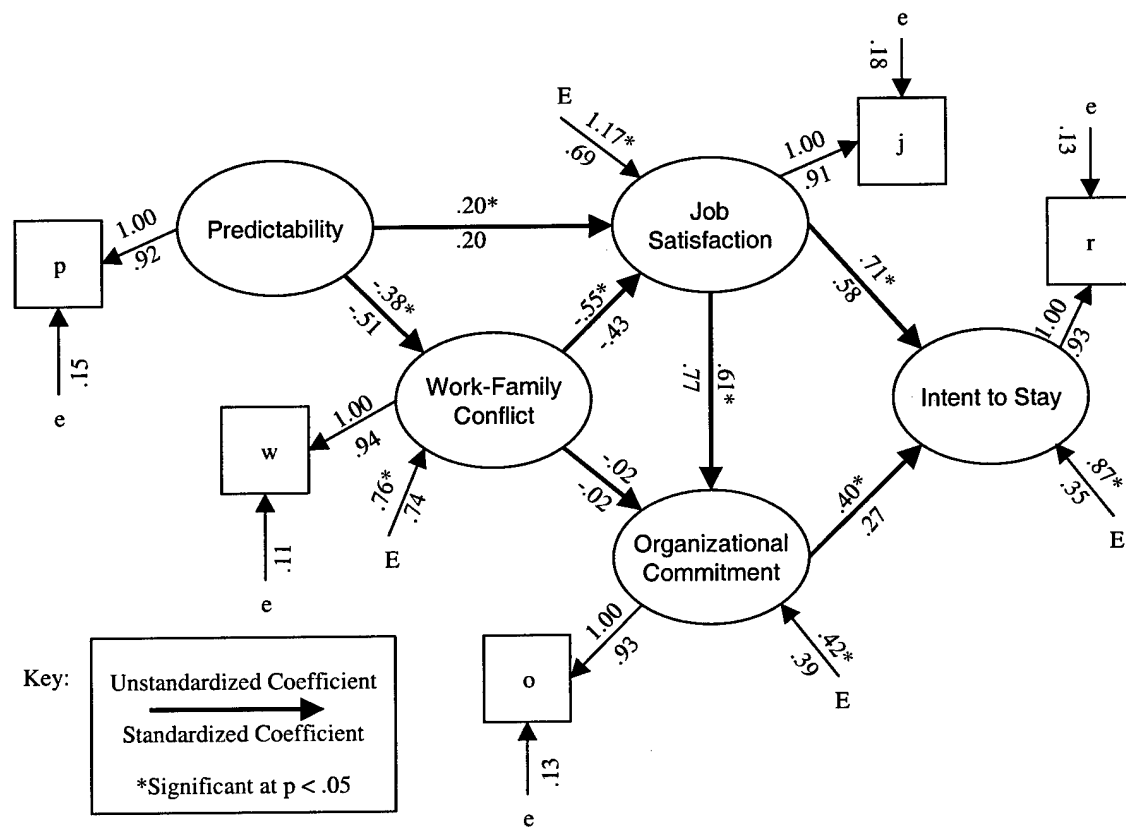 e
.18
E
1.17*
.69
j
1.00
.91
e
.13
r
1.00
.93
Predictability
1.00
.92
p
.15
e
.20*
.20
Job
Satisfaction
-.38*
-.51
-.55*
-.43
.71*
.58
.61*
.77
Work-Family
Conflict
1.00
.94
w
.11
e
.76*
.74
E
-.02
-.02
Intent to Stay
.87*
.35
E
.40*
.27
Organizational
Commitment
1.00
.93
o
.13
e
.42*
.39
E
Key:
Unstandardized Coefficient
Standardized Coefficient
*Significant at p < .05